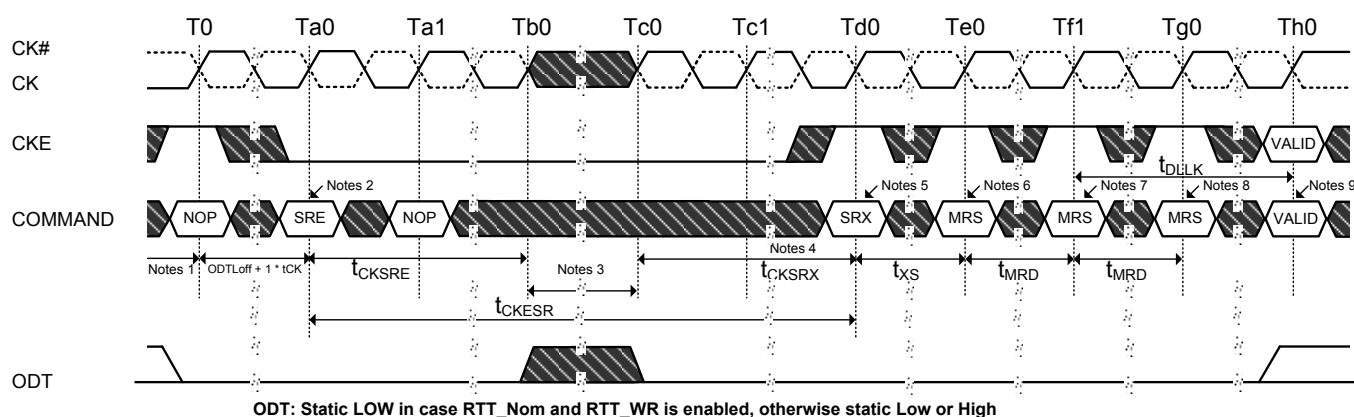 T0 Ta0 Ta1 Tb0 Tc0 Tc1 Td0 Te0 Tf1 Tg0 Th0
CK#
CK
CKE VALID
tDLLK
Notes 2 Notes 5 Notes 6 Notes 7 Notes 8 Notes 9
COMMAND NOP SRE NOP SRX MRS MRS MRS VALID
Notes 1 ODTLoff + 1 * tCK tCKSRE Notes 3 Notes 4 tCKSRX tXS tMRD tMRD
tCKESR
ODT
ODT: Static LOW in case RTT_Nom and RTT_WR is enabled, otherwise static Low or High